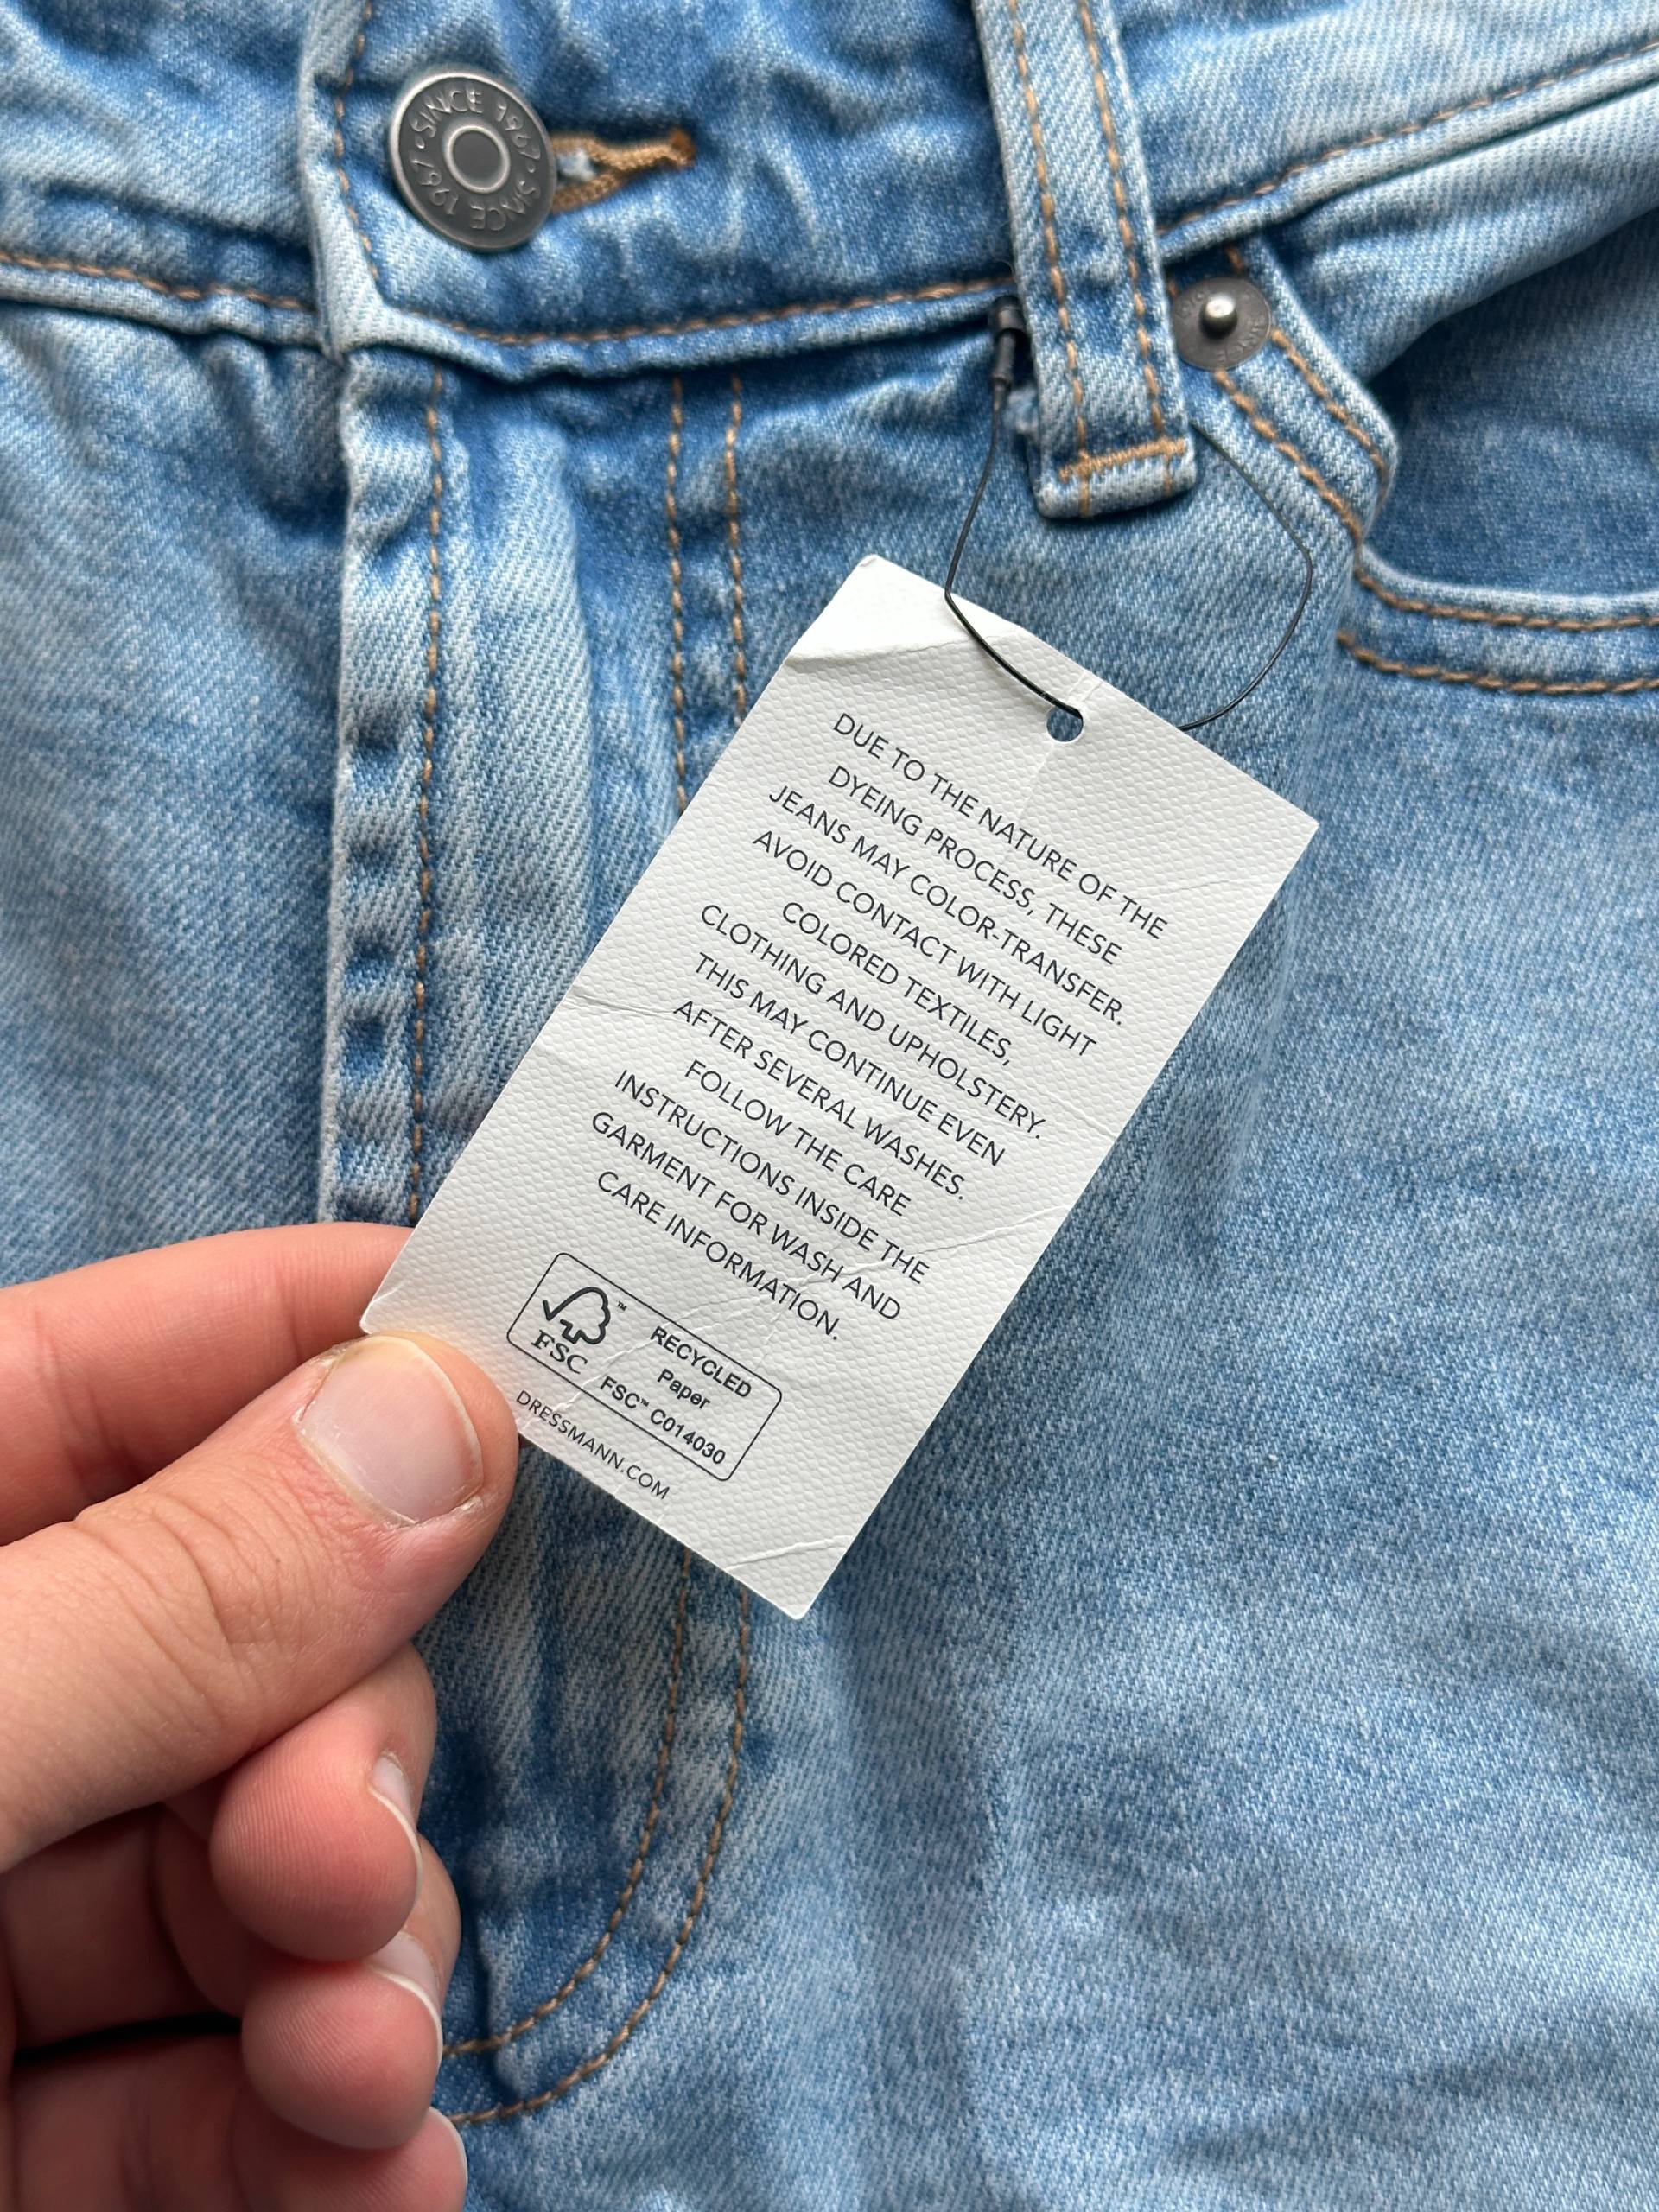 SINCE 1967 · SINCE 1967 ·
DUE TO THE NATURE OF THE
DYEING PROCESS, THESE
JEANS MAY COLOR-TRANSFER.
AVOID CONTACT WITH LIGHT
COLORED TEXTILES,
CLOTHING AND UPHOLSTERY.
THIS MAY CONTINUE EVEN
AFTER SEVERAL WASHES.
FOLLOW THE CARE
INSTRUCTIONS INSIDE THE
GARMENT FOR WASH AND
CARE INFORMATION.
FSC™
RECYCLED
Paper
FSC™ C014030
DRESSMANN.COM